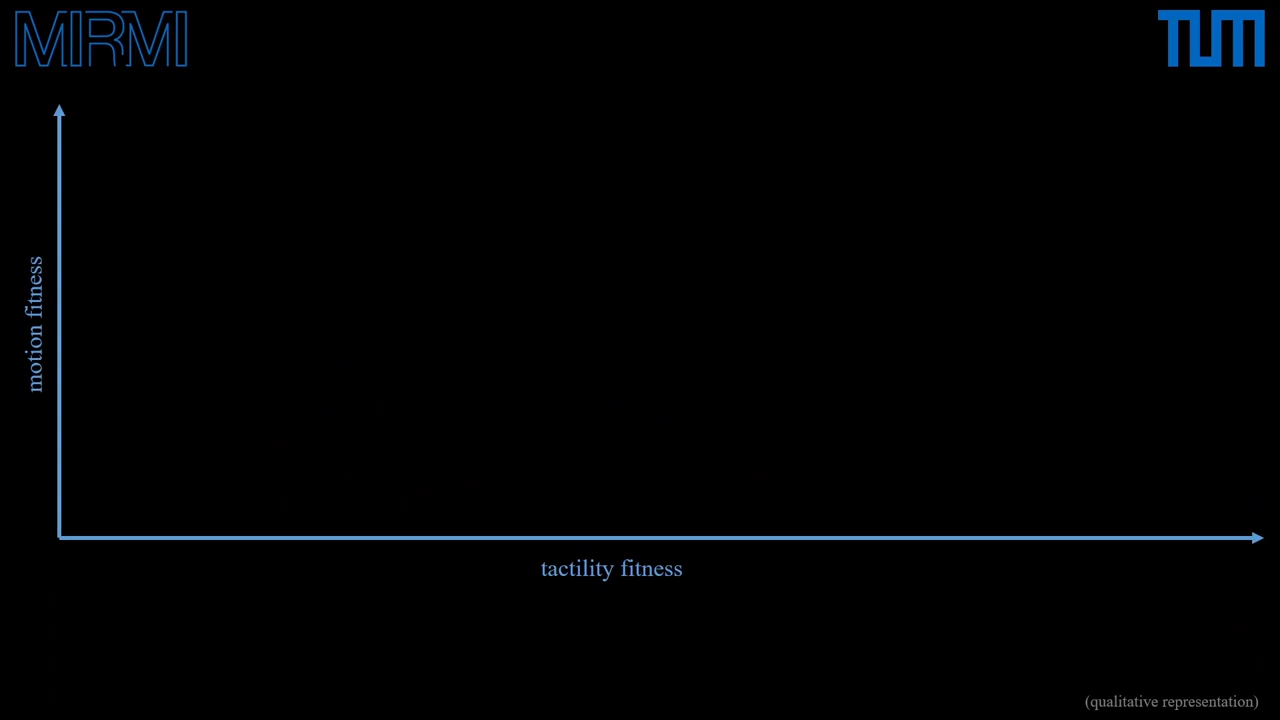 MIRMI
TUM
motion fitness
tactility fitness
(qualitative representation)